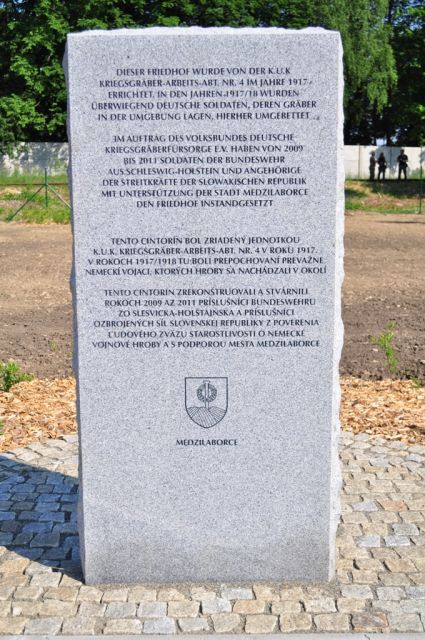 DIESER FRIEDHOF WURDE VON DER K.U.K
KRIEGSGRÄBER-ARBEITS-ABT. NR. 4 IM JAHRE 1917
ERRICHTET. IN DEN JAHREN 1917/18 WURDEN
ÜBERWIEGEND DEUTSCHE SOLDATEN, DEREN GRÄBER
IN DER UMGEBUNG LAGEN, HIERHER UMGEBETTET.
IM AUFTRAG DES VOLKSBUNDES DEUTSCHE
KRIEGSGRÄBERFÜRSORGE E.V. HABEN VON 2009
BIS 2011 SOLDATEN DER BUNDESWEHR
AUS SCHLESWIG-HOLSTEIN UND ANGEHÖRIGE
DER STREITKRÄFTE DER SLOWAKISCHEN REPUBLIK
MIT UNTERSTÜTZUNG DER STADT MEDZILABORCE
DEN FRIEDHOF INSTANDGESETZT
TENTO CINTORÍN BOL ZRIADENÝ JEDNOTKOU
K.U.K. KRIEGSGRÄBER-ARBEITS-ABT. NR. 4 V ROKU 1917.
V ROKOCH 1917/1918 TU BOLI PREPOCHOVANÍ PREVAŽNE
NEMECKÍ VOJACI, KTORÝCH HROBY SA NACHÁDZALI V OKOLÍ
TENTO CINTORÍN ZREKONŠTRUOVALI A STVÁRNILI
ROKOCH 2009 AŽ 2011 PRÍSLUŠNÍCI BUNDESWEHRU
ZO ŠLESVICKA-HOLŠTAJNSKA A PRÍSLUŠNÍCI
OZBROJENÝCH SÍL SLOVENSKEJ REPUBLIKY Z POVERENIA
ĽUDOVÉHO ZVÄZU STAROSTLIVOSTI O NEMECKÉ
VOJNOVÉ HROBY A S PODPOROU MESTA MEDZILABORCE
MEDZILABORCE